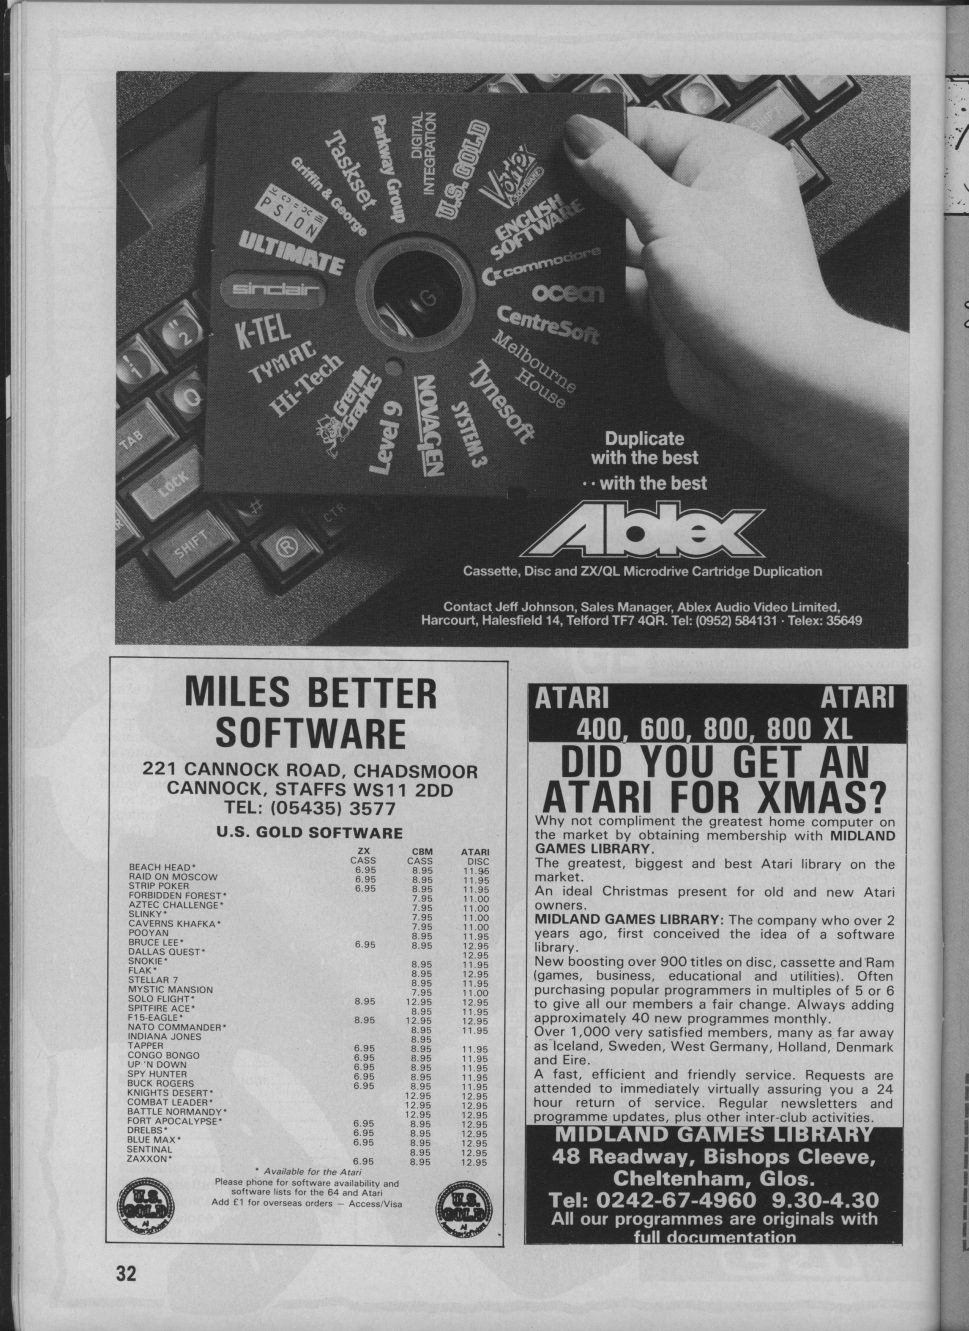 DIGITAL
INTEGRATION
Parkway Group
Taskset
Griffin & George
PSION
ULTIMATE
sinclair
K-TEL
TYMAC
Hi-Tech
Gremlin
Graphics
Level 9
NOVAGEN
SYSTEM 3
Tynesoft
Melbourne
House
CentreSoft
ocean
commodore
ENGLISH
SOFTWARE
Vortex
U.S. GOLD
G
"
2
!
1
Q
TAB
LOCK
SHIFT
#
CTR
R
Duplicate
with the best
·· with the best
Ablex
Cassette, Disc and ZX/QL Microdrive Cartridge Duplication
Contact Jeff Johnson, Sales Manager, Ablex Audio Video Limited,
Harcourt, Halesfield 14, Telford TF7 4QR. Tel: (0952) 584131 · Telex: 35649
MILES BETTER
SOFTWARE
221 CANNOCK ROAD, CHADSMOOR
CANNOCK, STAFFS WS11 2DD
TEL: (05435) 3577
U.S. GOLD SOFTWARE
ZX CBM ATARI
CASS CASS DISC
BEACH HEAD* 6.95 8.95 11.95
RAID ON MOSCOW 6.95 8.95 11.95
STRIP POKER 6.95 8.95 11.95
FORBIDDEN FOREST* 7.95 11.00
AZTEC CHALLENGE* 7.95 11.00
SLINKY* 7.95 11.00
CAVERNS KHAFKA* 7.95 11.00
POOYAN 8.95 11.95
BRUCE LEE* 6.95 8.95 12.95
DALLAS QUEST* 12.95
SNOKIE* 8.95 11.95
FLAK* 8.95 12.95
STELLAR 7 8.95 11.95
MYSTIC MANSION 7.95 11.00
SOLO FLIGHT* 8.95 12.95 12.95
SPITFIRE ACE* 8.95 11.95
F15-EAGLE* 8.95 12.95 12.95
NATO COMMANDER* 8.95 11.95
INDIANA JONES 8.95
TAPPER 6.95 8.95 11.95
CONGO BONGO 6.95 8.95 11.95
UP 'N DOWN 6.95 8.95 11.95
SPY HUNTER 6.95 8.95 11.95
BUCK ROGERS 6.95 8.95 11.95
KNIGHTS DESERT* 12.95 12.95
COMBAT LEADER* 12.95 12.95
BATTLE NORMANDY* 12.95 12.95
FORT APOCALYPSE* 6.95 8.95 12.95
DRELBS* 6.95 8.95 12.95
BLUE MAX* 6.95 8.95 12.95
SENTINAL 8.95 12.95
ZAXXON* 6.95 8.95 12.95
* Available for the Atari
Please phone for software availability and
software lists for the 64 and Atari
Add £1 for overseas orders — Access/Visa
U.S.
GOLD
All
American Software
U.S.
GOLD
All
American Software
ATARI ATARI
400, 600, 800, 800 XL
DID YOU GET AN
ATARI FOR XMAS?
Why not compliment the greatest home computer on
the market by obtaining membership with MIDLAND
GAMES LIBRARY.
The greatest, biggest and best Atari library on the
market.
An ideal Christmas present for old and new Atari
owners.
MIDLAND GAMES LIBRARY: The company who over 2
years ago, first conceived the idea of a software
library.
New boosting over 900 titles on disc, cassette and Ram
(games, business, educational and utilities). Often
purchasing popular programmers in multiples of 5 or 6
to give all our members a fair change. Always adding
approximately 40 new programmes monthly.
Over 1,000 very satisfied members, many as far away
as Iceland, Sweden, West Germany, Holland, Denmark
and Eire.
A fast, efficient and friendly service. Requests are
attended to immediately virtually assuring you a 24
hour return of service. Regular newsletters and
programme updates, plus other inter-club activities.
MIDLAND GAMES LIBRARY
48 Readway, Bishops Cleeve,
Cheltenham, Glos.
Tel: 0242-67-4960 9.30-4.30
All our programmes are originals with
full documentation
32